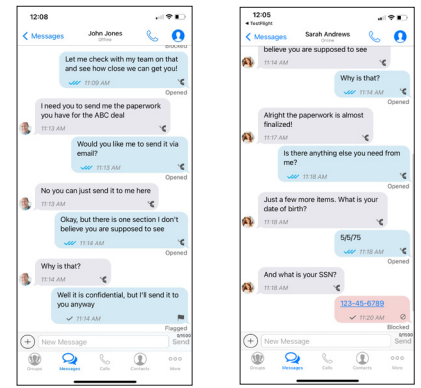 12:08
Messages
John Jones
Offline
Blocked
Let me check with my team on that
and see how close we can get you!
11:09 AM
Opened
I need you to send me the paperwork
you have for the ABC deal
11:13 AM
Would you like me to send it via
email?
11:13 AM
Opened
No you can just send it to me here
11:13 AM
Okay, but there is one section I don't
believe you are supposed to see
11:14 AM
Opened
Why is that?
11:14 AM
Well it is confidential, but I'll send it to
you anyway
11:14 AM
Flagged
New Message
Send
Groups
Messages
Calls
Contacts
More
12:05
TestFlight
Messages
Sarah Andrews
Offline
believe you are supposed to see
11:14 AM
Why is that?
11:14 AM
Opened
Alright the paperwork is almost
finalized!
11:17 AM
Is there anything else you need from
me?
11:18 AM
Opened
Just a few more items. What is your
date of birth?
11:18 AM
5/5/75
11:18 AM
Opened
And what is your SSN?
11:18 AM
123-45-6789
11:20 AM
Blocked
New Message
Send
Groups
Messages
Calls
Contacts
More